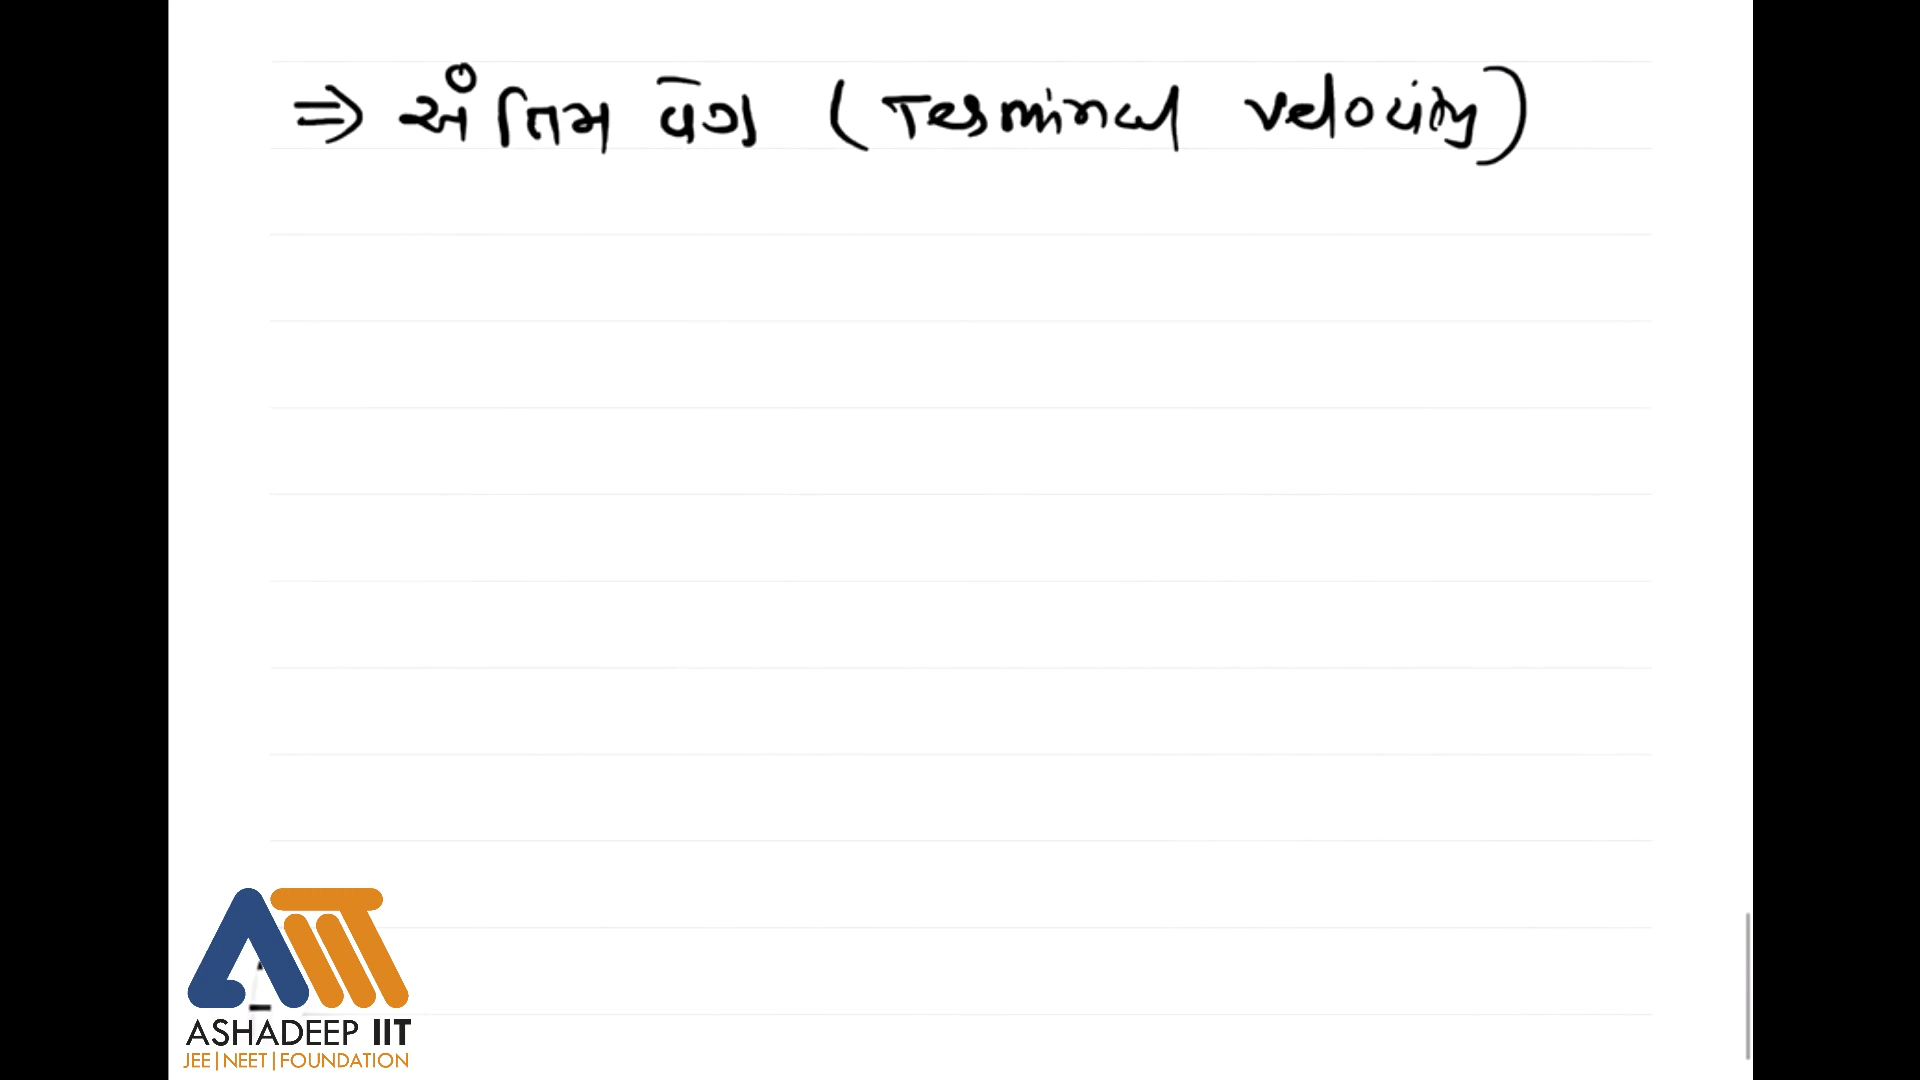 ⇒ અંતિમ વેગ (Terminal velocity)
ASHADEEP IIT
JEE|NEET|FOUNDATION